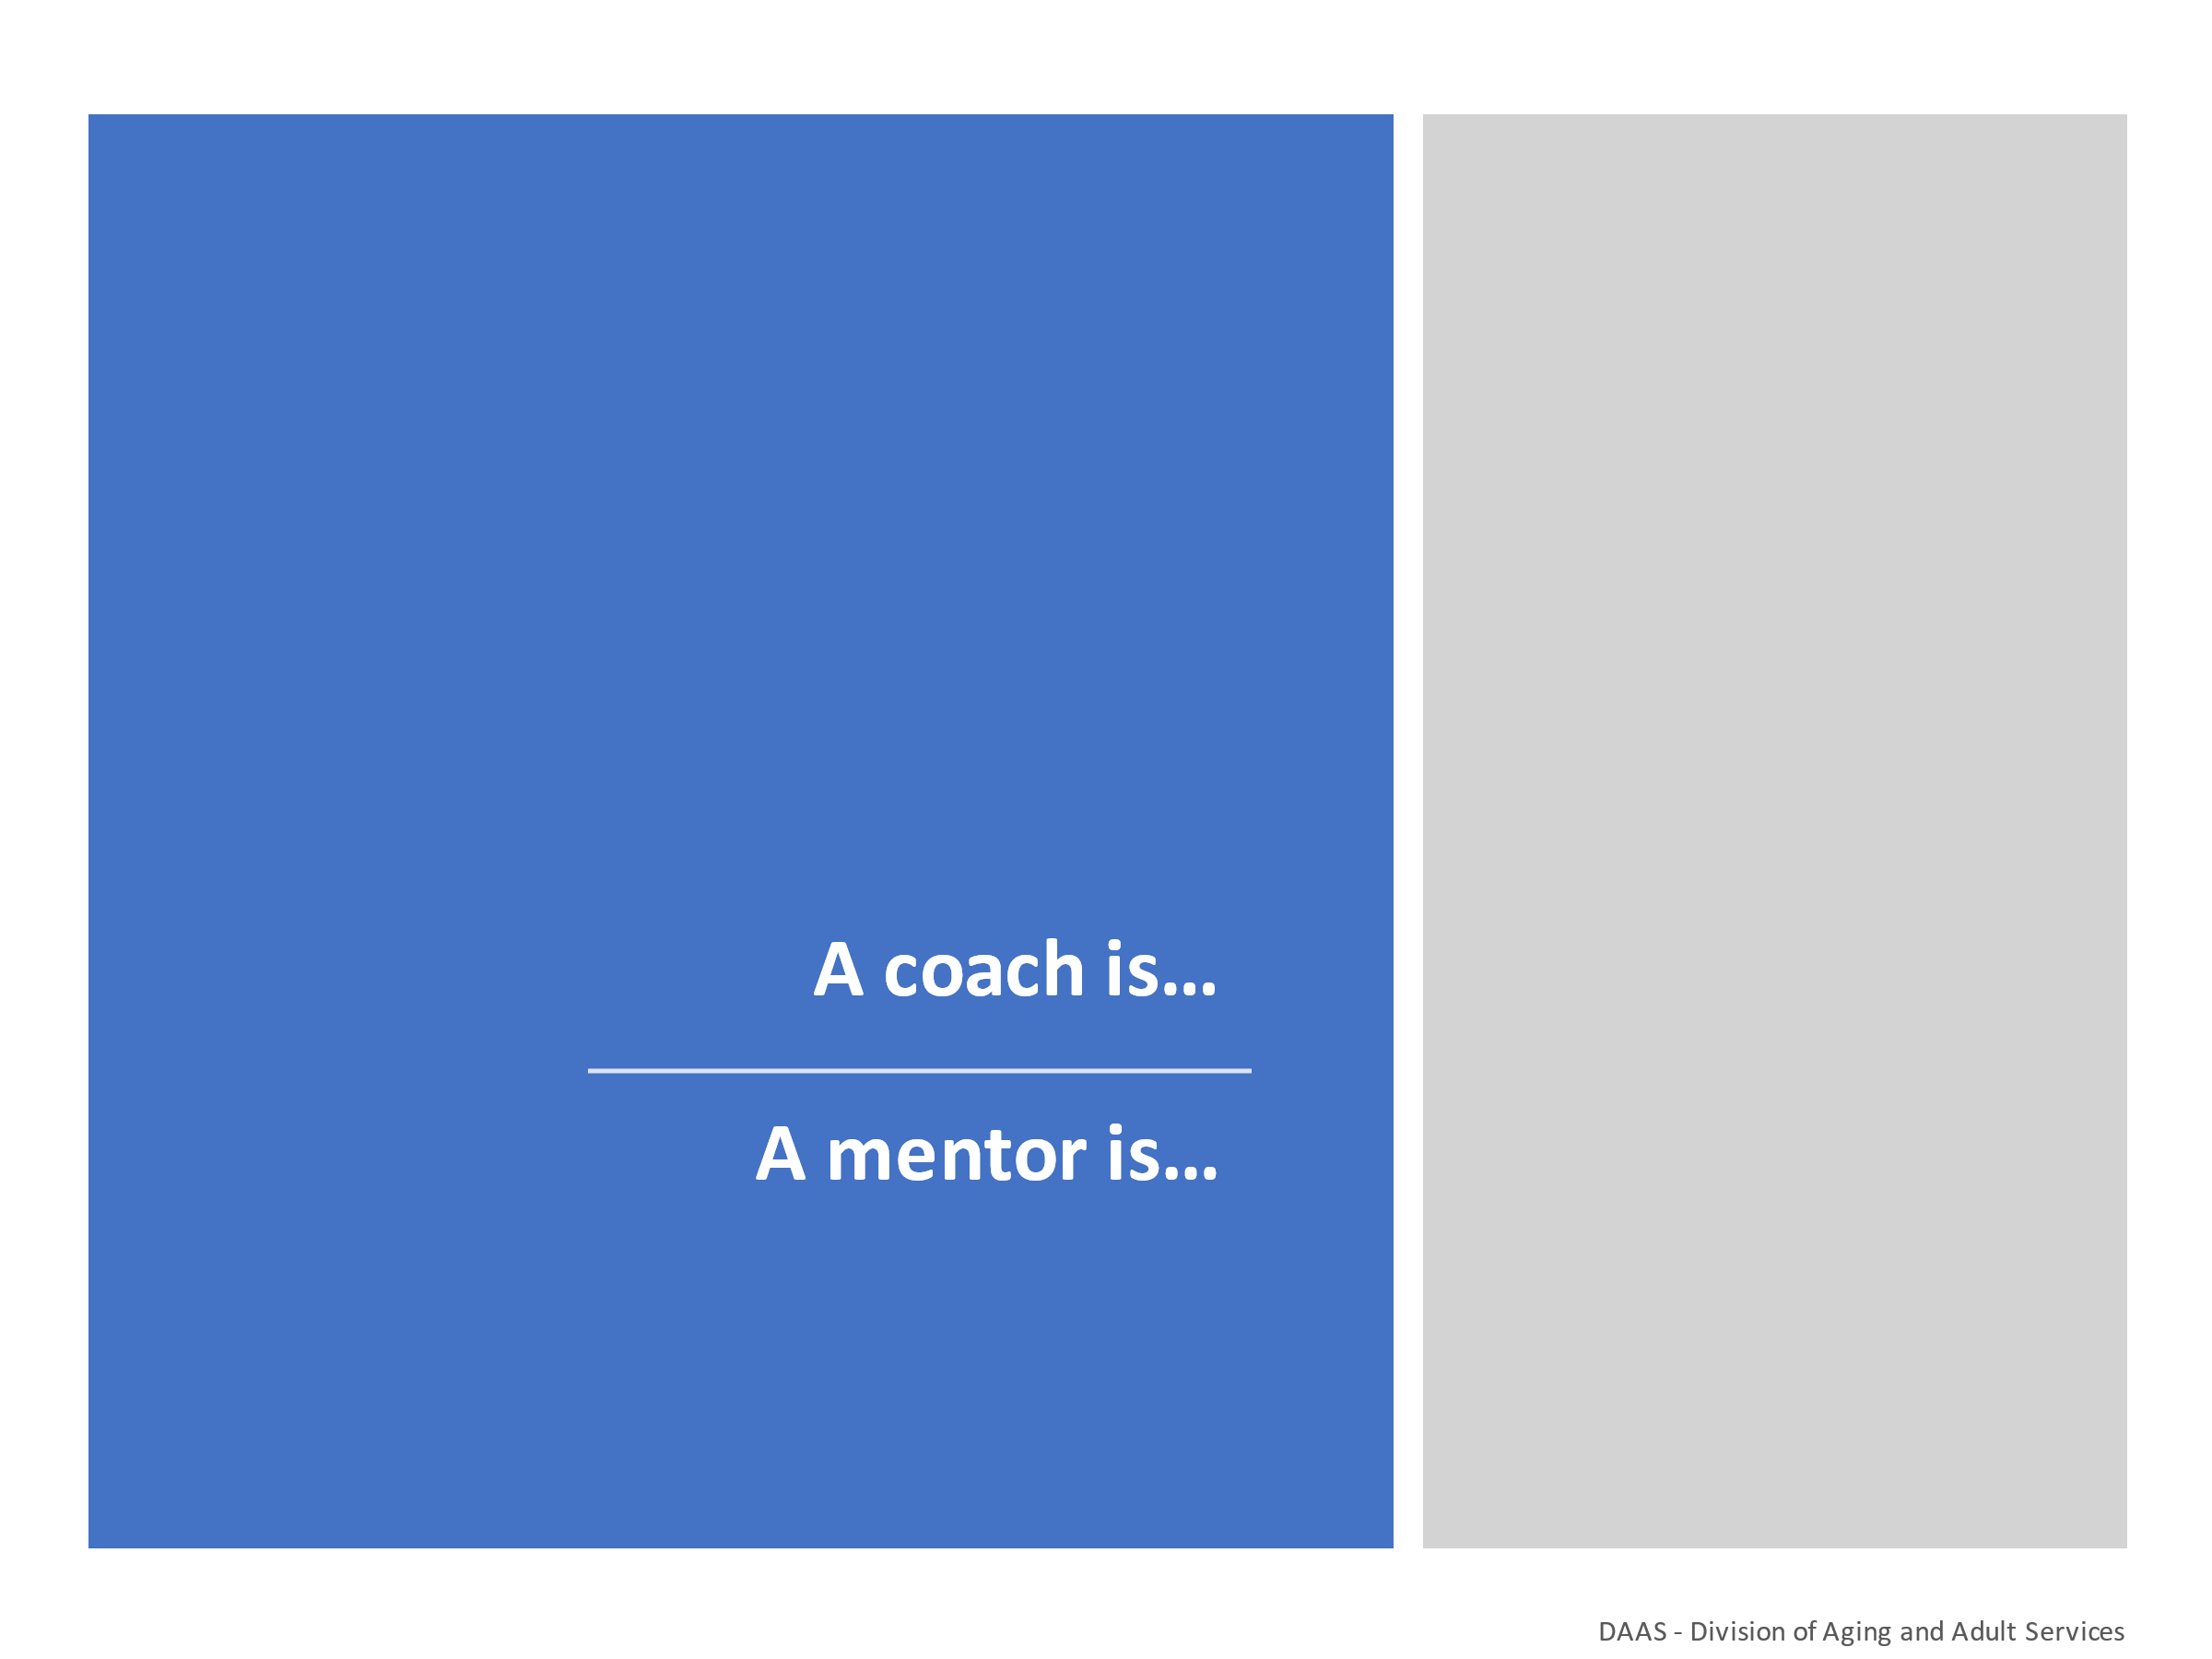 A coach is...
A mentor is...
DAAS - Division of Aging and Adult Services